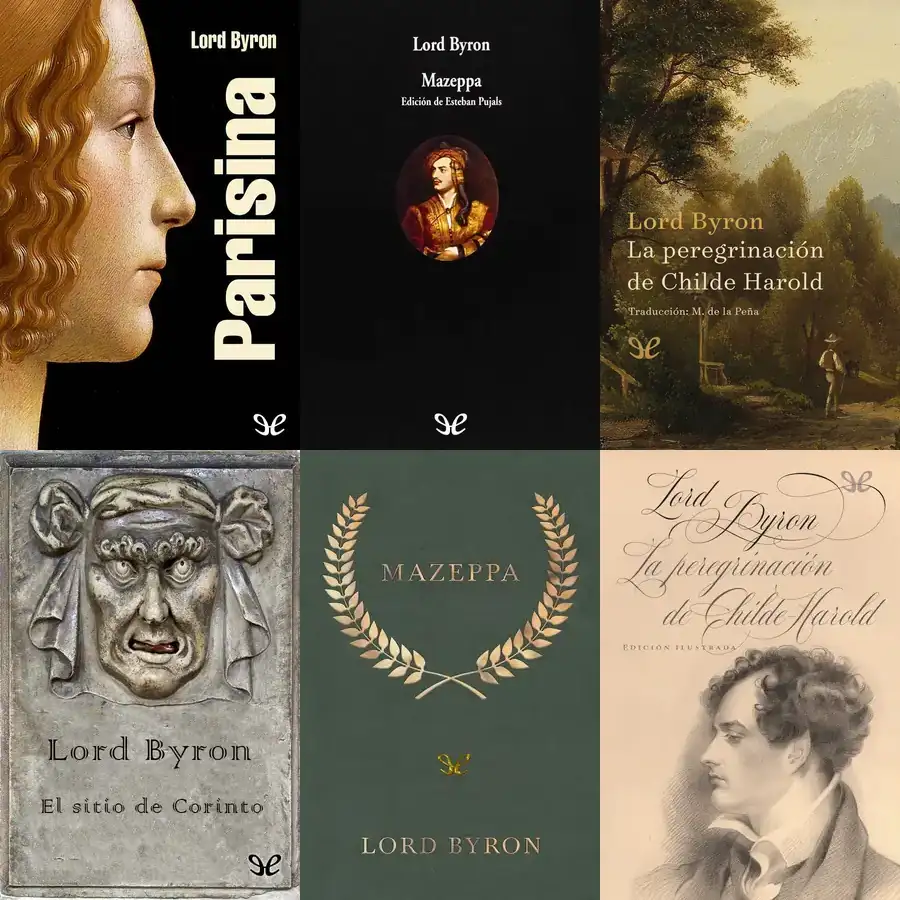 Lord Byron
Parisina
Lord Byron
Mazeppa
Edición de Esteban Pujals
Lord Byron
La peregrinación
de Childe Harold
Traducción: M. de la Peña
Lord Byron
El sitio de Corinto
MAZEPPA
LORD BYRON
Lord
Byron
La peregrinación
de Childe Harold
EDICIÓN ILUSTRADA